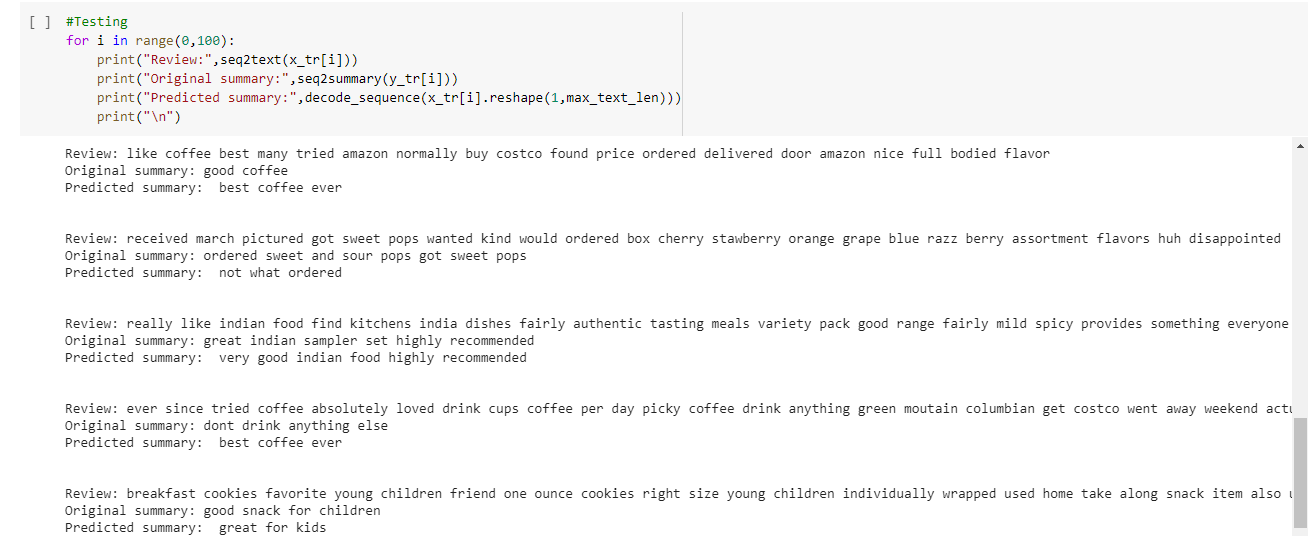 [ ] #Testing
for i in range(0,100):
    print("Review:",seq2text(x_tr[i]))
    print("Original summary:",seq2summary(y_tr[i]))
    print("Predicted summary:",decode_sequence(x_tr[i].reshape(1,max_text_len)))
    print("\n")
Review: like coffee best many tried amazon normally buy costco found price ordered delivered door amazon nice full bodied flavor
Original summary: good coffee
Predicted summary:  best coffee ever
Review: received march pictured got sweet pops wanted kind would ordered box cherry stawberry orange grape blue razz berry assortment flavors huh disappointed
Original summary: ordered sweet and sour pops got sweet pops
Predicted summary:  not what ordered
Review: really like indian food find kitchens india dishes fairly authentic tasting meals variety pack good range fairly mild spicy provides something everyone
Original summary: great indian sampler set highly recommended
Predicted summary:  very good indian food highly recommended
Review: ever since tried coffee absolutely loved drink cups coffee per day picky coffee drink anything green moutain columbian get costco went away weekend
Original summary: dont drink anything else
Predicted summary:  best coffee ever
Review: breakfast cookies favorite young children friend one ounce cookies right size young children individually wrapped used home take along snack item also
Original summary: good snack for children
Predicted summary:  great for kids